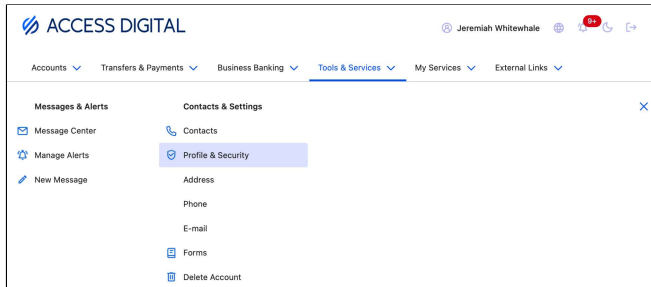 ACCESS DIGITAL
Jeremiah Whitewhale
9+
Accounts
Transfers & Payments
Business Banking
Tools & Services
My Services
External Links
Messages & Alerts
Message Center
Manage Alerts
New Message
Contacts & Settings
Contacts
Profile & Security
Address
Phone
E-mail
Forms
Delete Account